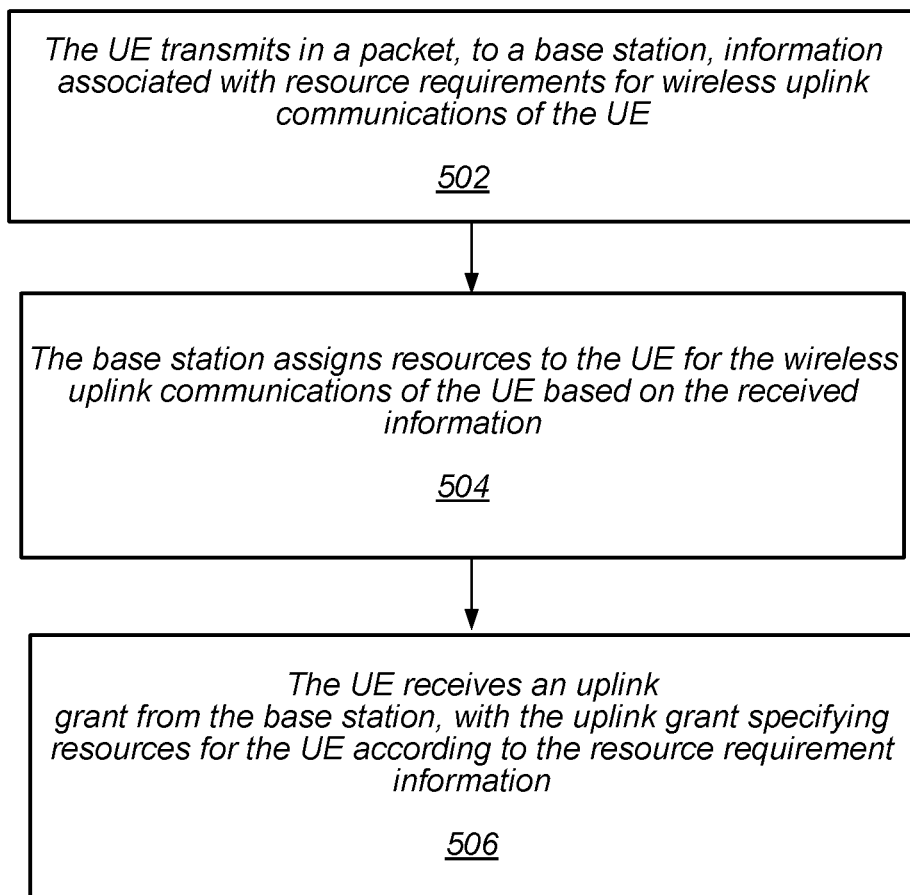 The UE transmits in a packet, to a base station, information
associated with resource requirements for wireless uplink
communications of the UE
502
The base station assigns resources to the UE for the wireless
uplink communications of the UE based on the received
information
504
The UE receives an uplink
grant from the base station, with the uplink grant specifying
resources for the UE according to the resource requirement
information
506